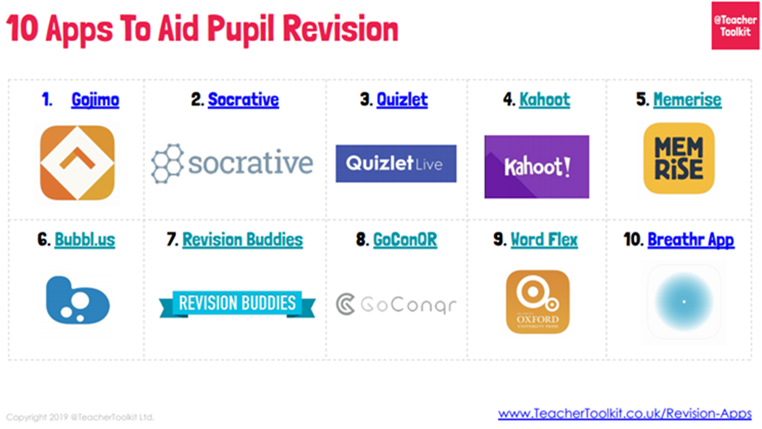 10 Apps To Aid Pupil Revision
@Teacher
Toolkit
1. Gojimo
2. Socrative
socrative
3. Quizlet
Quizlet Live
4. Kahoot
Kahoot!
5. Memerise
MEM
RiSE
6. Bubbl.us
7. Revision Buddies
REVISION BUDDIES
8. GoConQR
GoConqr
9. Word Flex
OXFORD
UNIVERSITY PRESS
10. Breathr App
Copyright 2019 @TeacherToolkit Ltd.
www.TeacherToolkit.co.uk/Revision-Apps